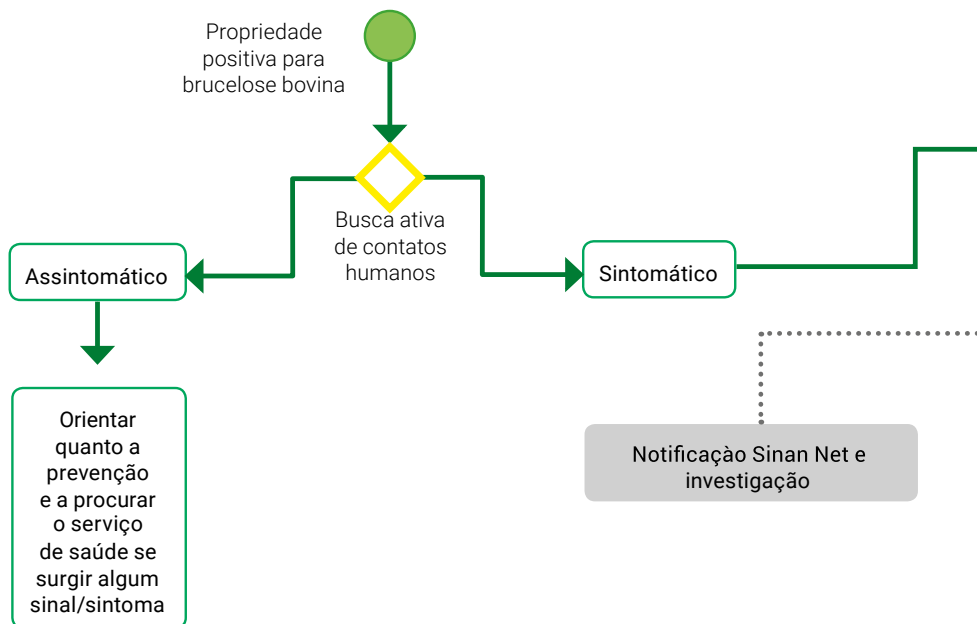 Propriedade
positiva para
brucelose bovina
Busca ativa
de contatos
humanos
Assintomático
Sintomático
Orientar
quanto a
prevenção
e a procurar
o serviço
de saúde se
surgir algum
sinal/sintoma
Notificaçào Sinan Net e
investigação